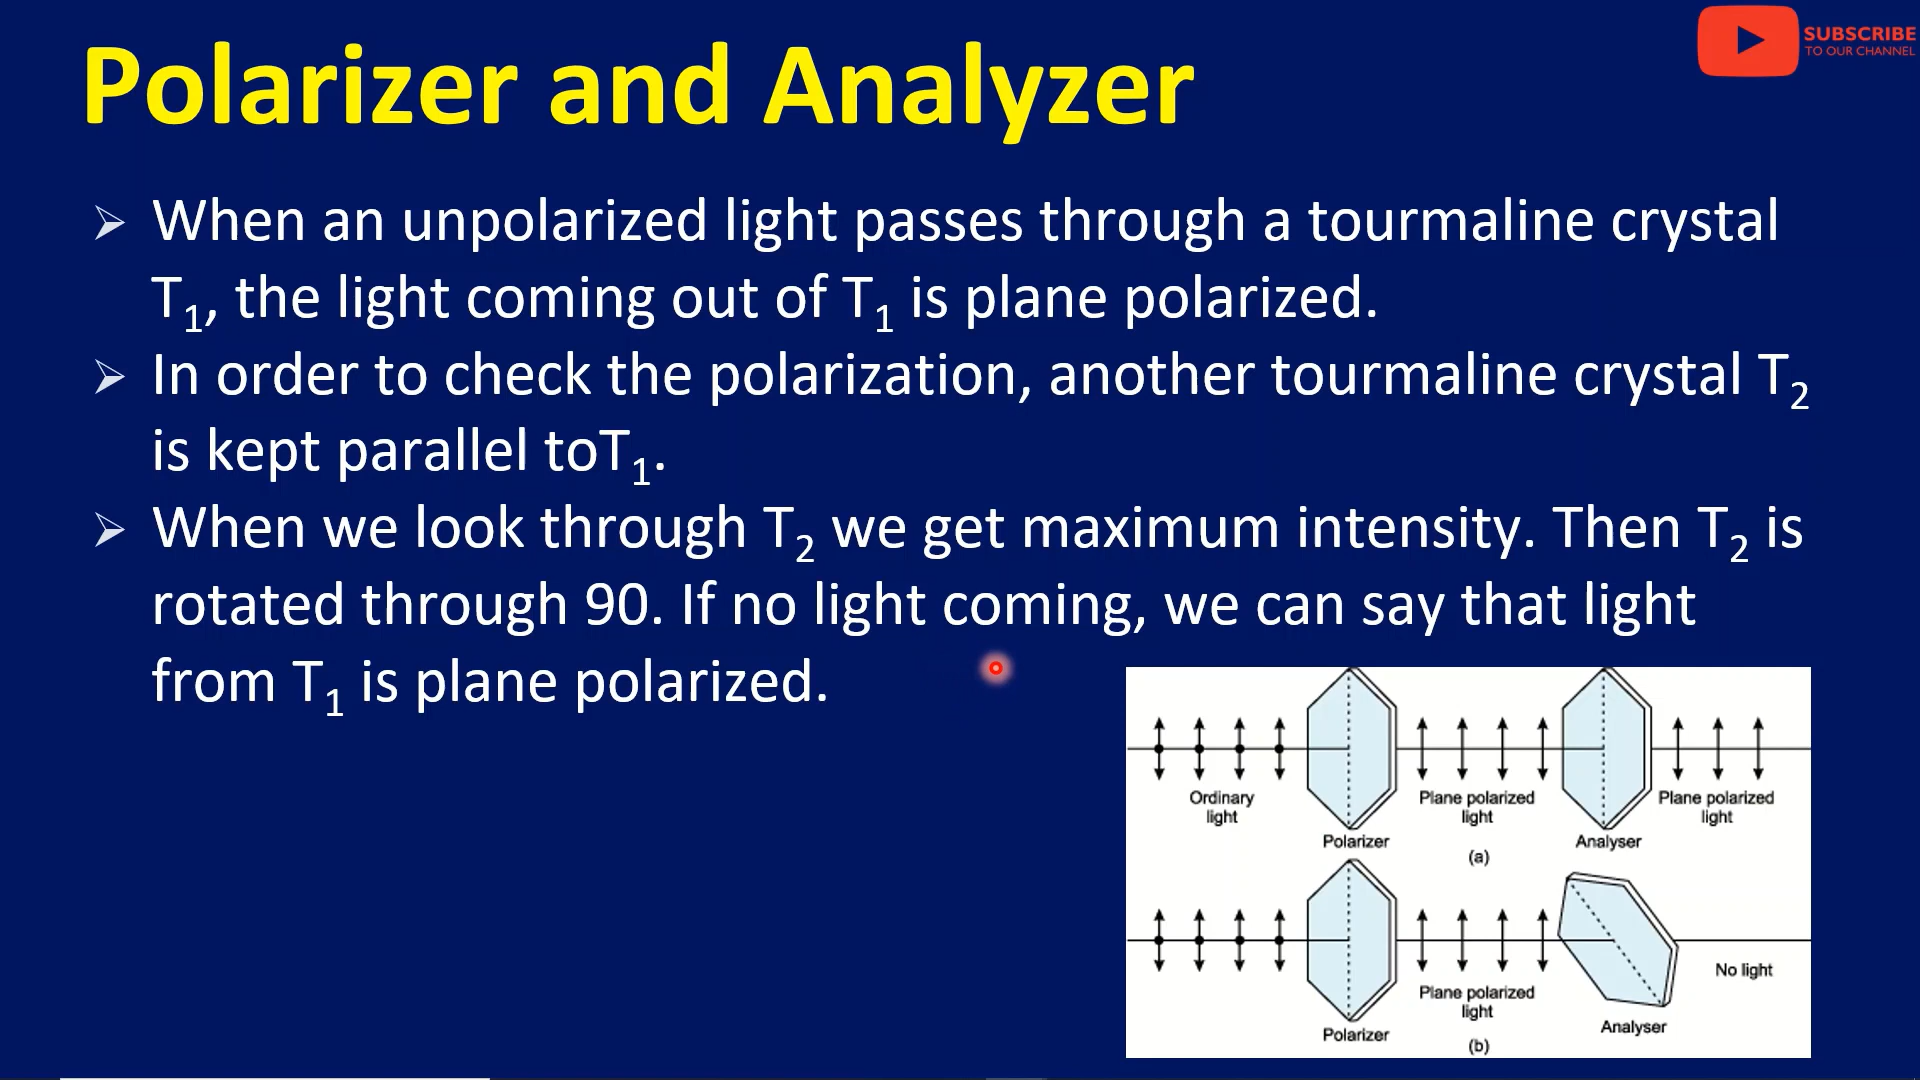 Polarizer and Analyzer
SUBSCRIBE
TO OUR CHANNEL
➢ When an unpolarized light passes through a tourmaline crystal
T₁, the light coming out of T₁ is plane polarized.
➢ In order to check the polarization, another tourmaline crystal T₂
is kept parallel toT₁.
➢ When we look through T₂ we get maximum intensity. Then T₂ is
rotated through 90. If no light coming, we can say that light
from T₁ is plane polarized.
Ordinary
light
Polarizer
Plane polarized
light
(a)
Analyser
Plane polarized
light
Polarizer
Plane polarized
light
(b)
Analyser
No light